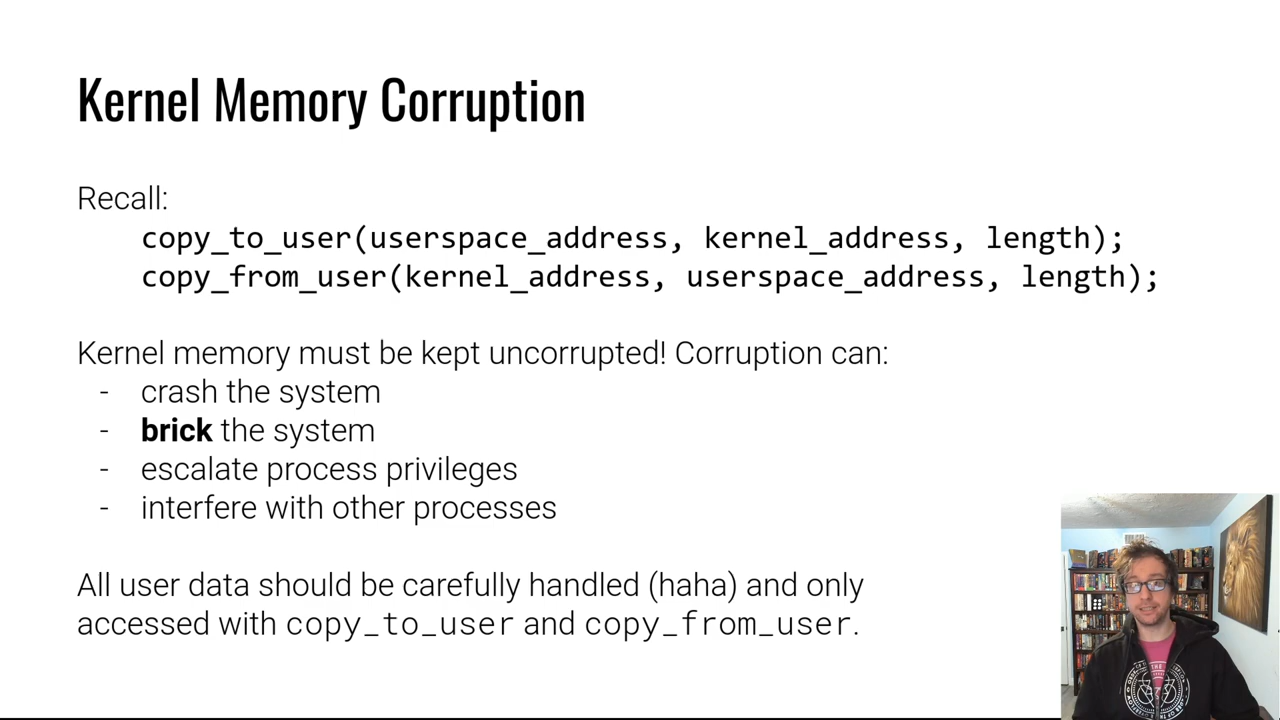 Kernel Memory Corruption
Recall:
copy_to_user(userspace_address, kernel_address, length);
copy_from_user(kernel_address, userspace_address, length);
Kernel memory must be kept uncorrupted! Corruption can:
- crash the system
- brick the system
- escalate process privileges
- interfere with other processes
All user data should be carefully handled (haha) and only
accessed with copy_to_user and copy_from_user.